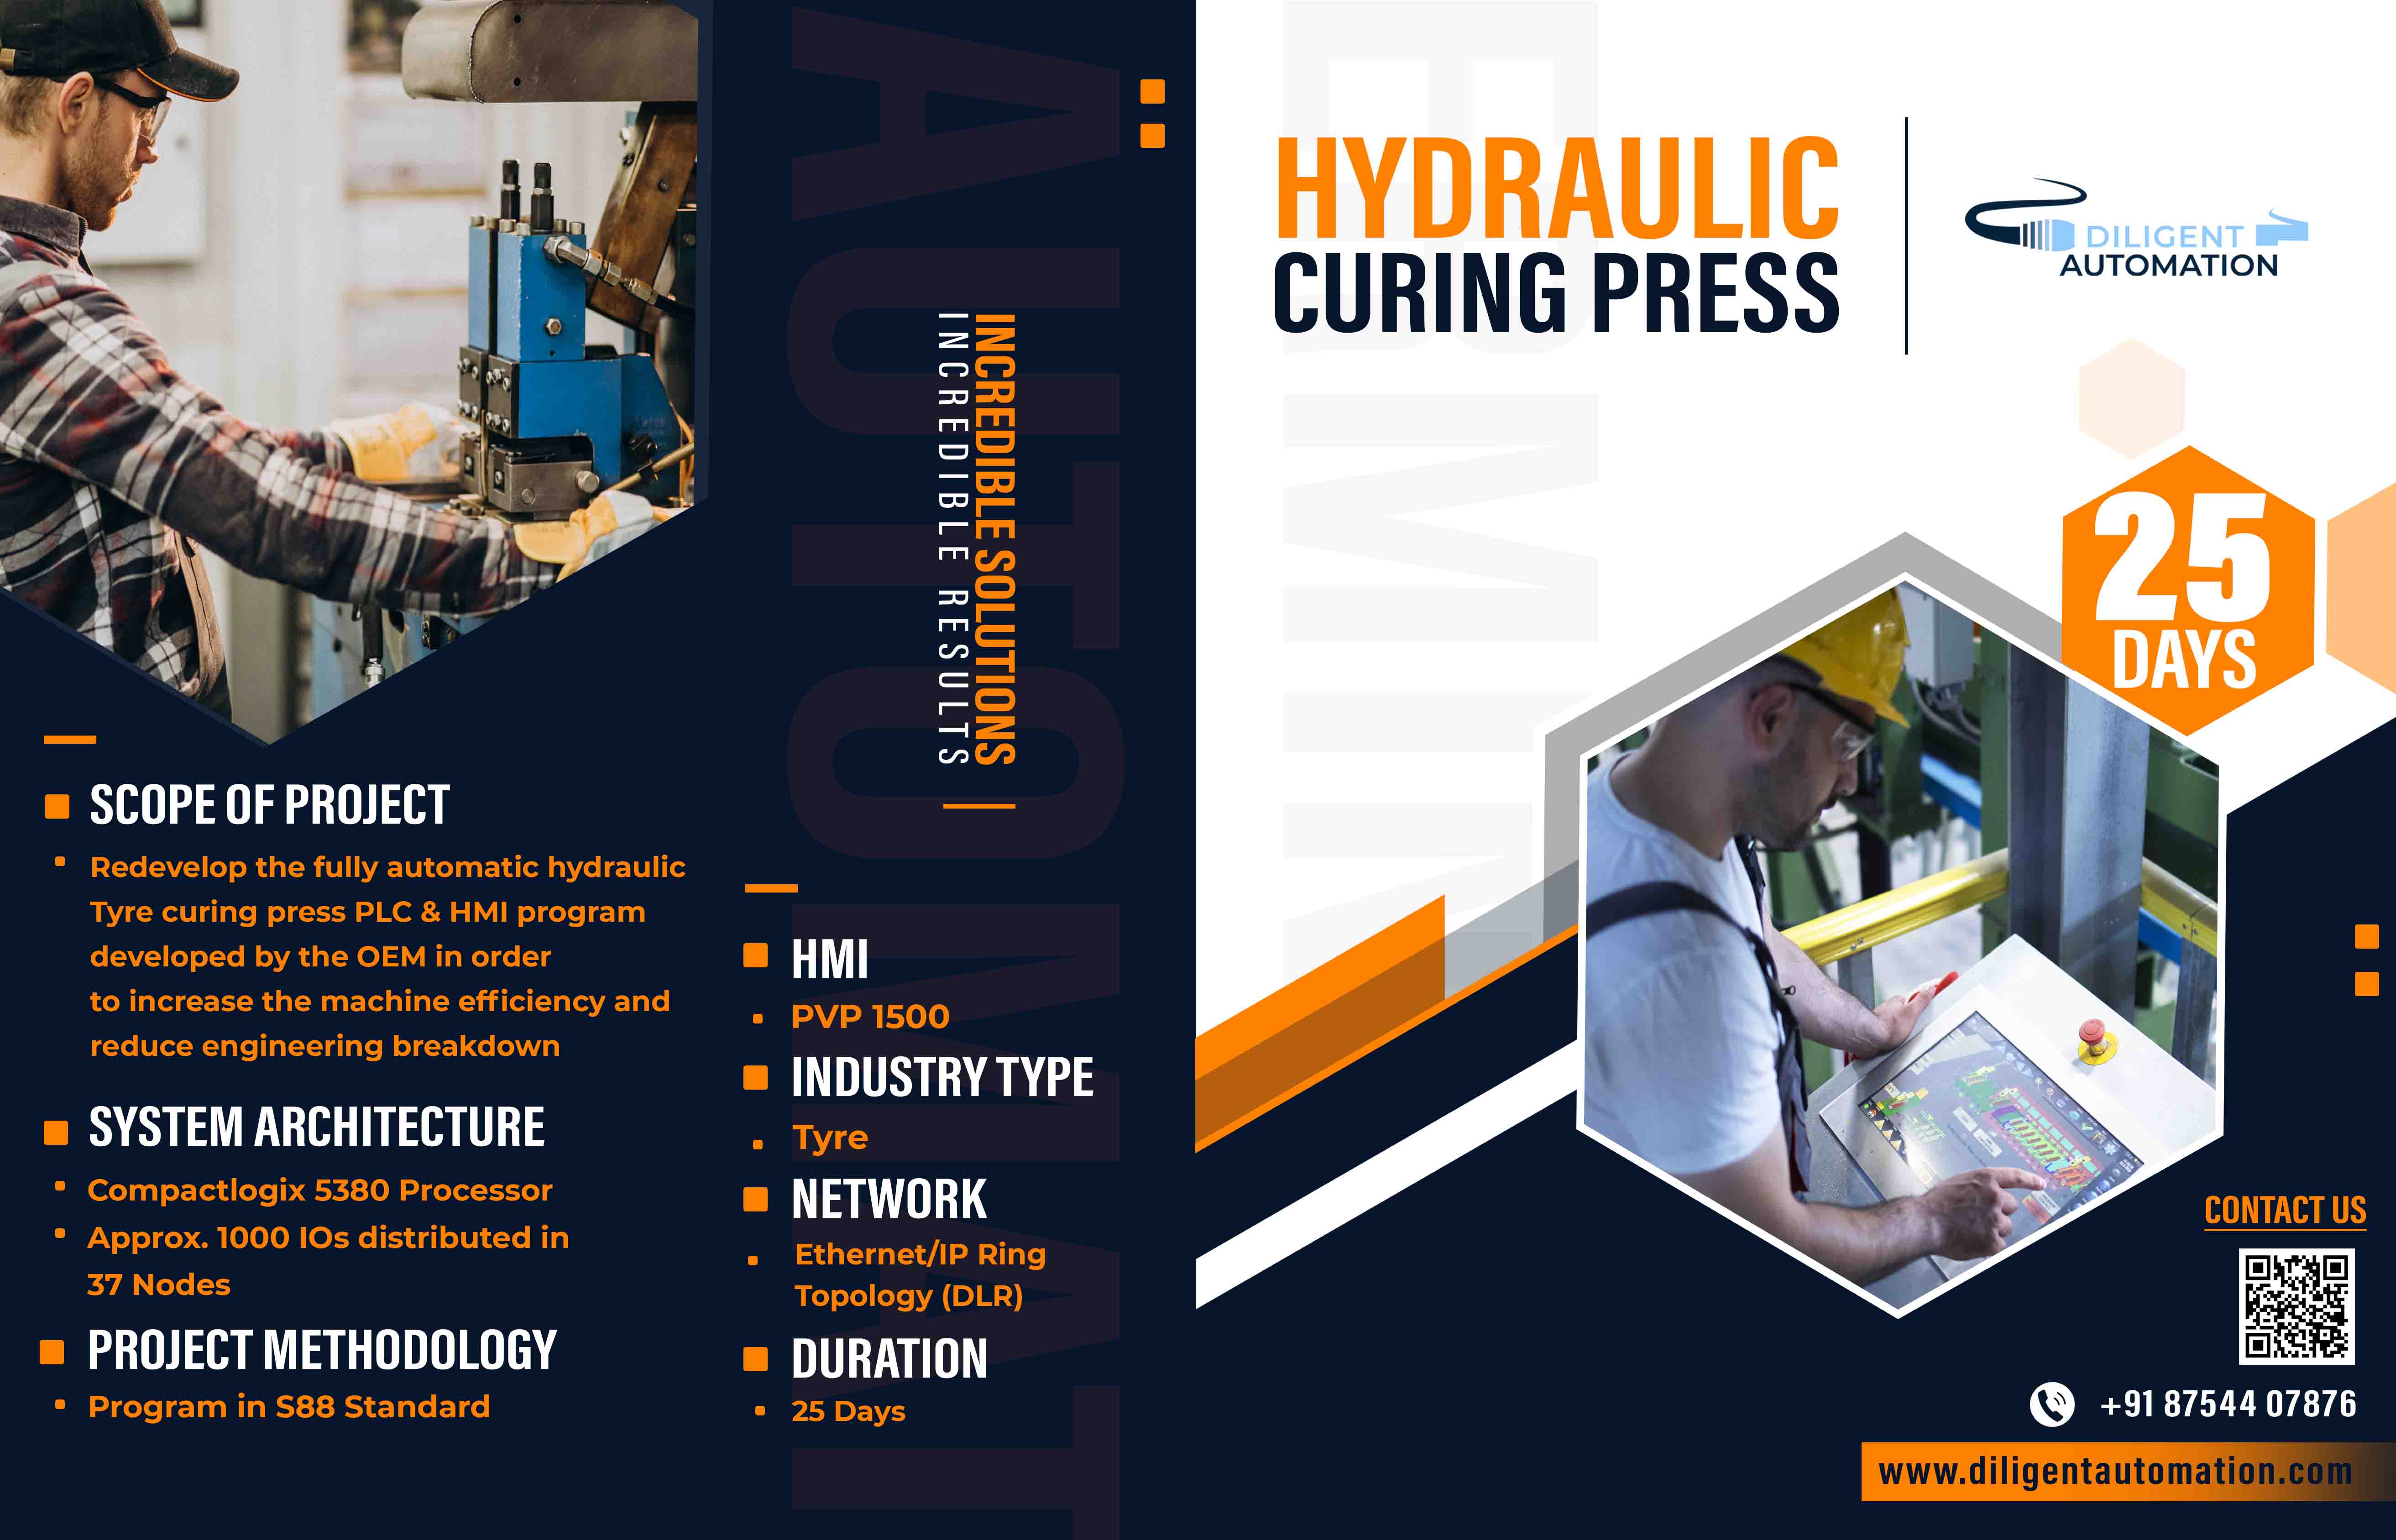 INCREDIBLE SOLUTIONS
INCREDIBLE RESULTS
SCOPE OF PROJECT
Redevelop the fully automatic hydraulic
Tyre curing press PLC & HMI program
developed by the OEM in order
to increase the machine efficiency and
reduce engineering breakdown
SYSTEM ARCHITECTURE
Compactlogix 5380 Processor
Approx. 1000 IOs distributed in
37 Nodes
PROJECT METHODOLOGY
Program in S88 Standard
HMI
PVP 1500
INDUSTRY TYPE
Tyre
NETWORK
Ethernet/IP Ring
Topology (DLR)
DURATION
25 Days
HYDRAULIC
CURING PRESS
DILIGENT
AUTOMATION
25
DAYS
CONTACT US
+91 87544 07876
www.diligentautomation.com